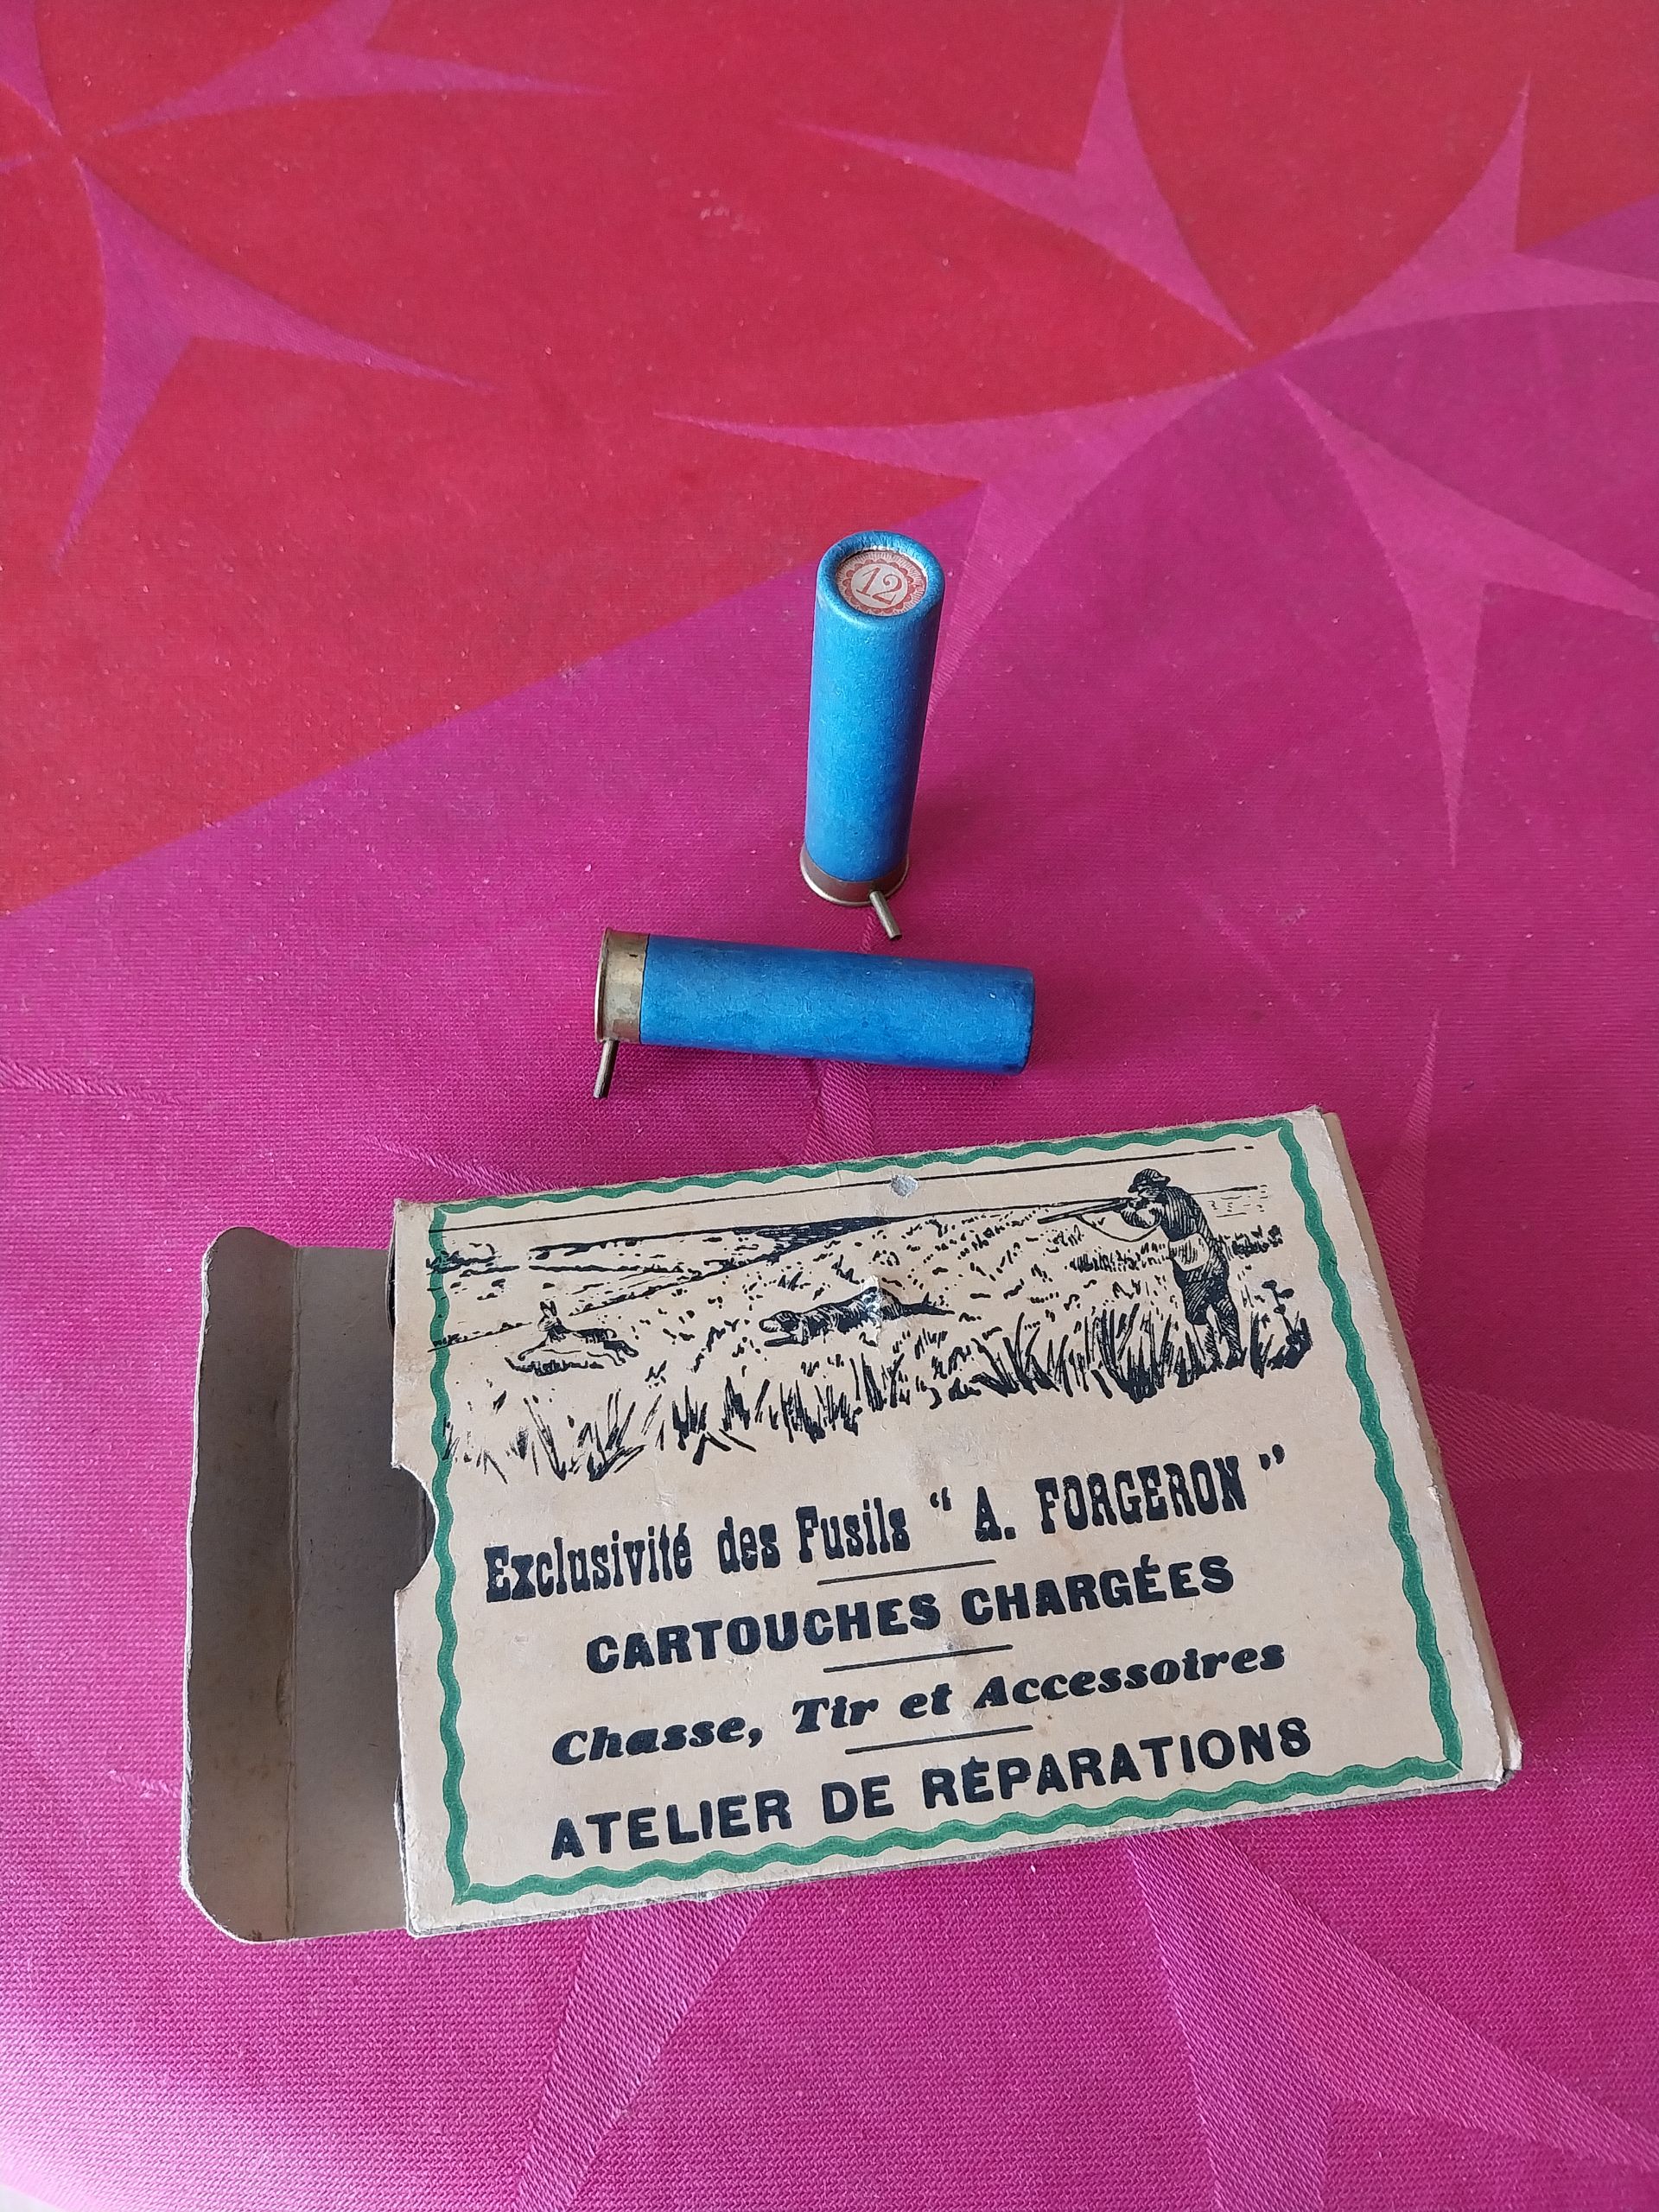 12
Exclusivité des Fusils “ A. FORGERON ”
CARTOUCHES CHARGÉES
Chasse, Tir et Accessoires
ATELIER DE RÉPARATIONS